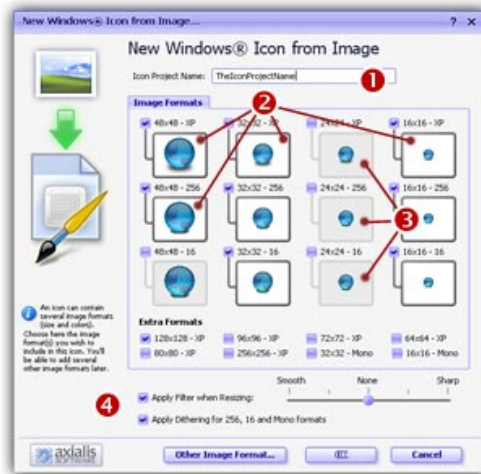 New Windows® Icon from Image...
New Windows® Icon from Image
Icon Project Name: TheIconProjectName
1
Image Formats
2
48x48 - XP 32x32 - XP 24x24 - XP 16x16 - XP
48x48 - 256 32x32 - 256 24x24 - 256 16x16 - 256
3
48x48 - 16 32x32 - 16 24x24 - 16 16x16 - 16
An icon can contain
several image formats
(size and colors).
Choose here the image
format(s) you wish to
include in this icon. You'll
be able to add several
other image formats later.
Extra Formats
128x128 - XP 96x96 - XP 72x72 - XP 64x64 - XP
80x80 - XP 256x256 - XP 32x32 - Mono 16x16 - Mono
Smooth None Sharp
4
Apply Filter when Resizing:
Apply Dithering for 256, 16 and Mono formats
axialis
SOFTWARE
Other Image Format... Cancel